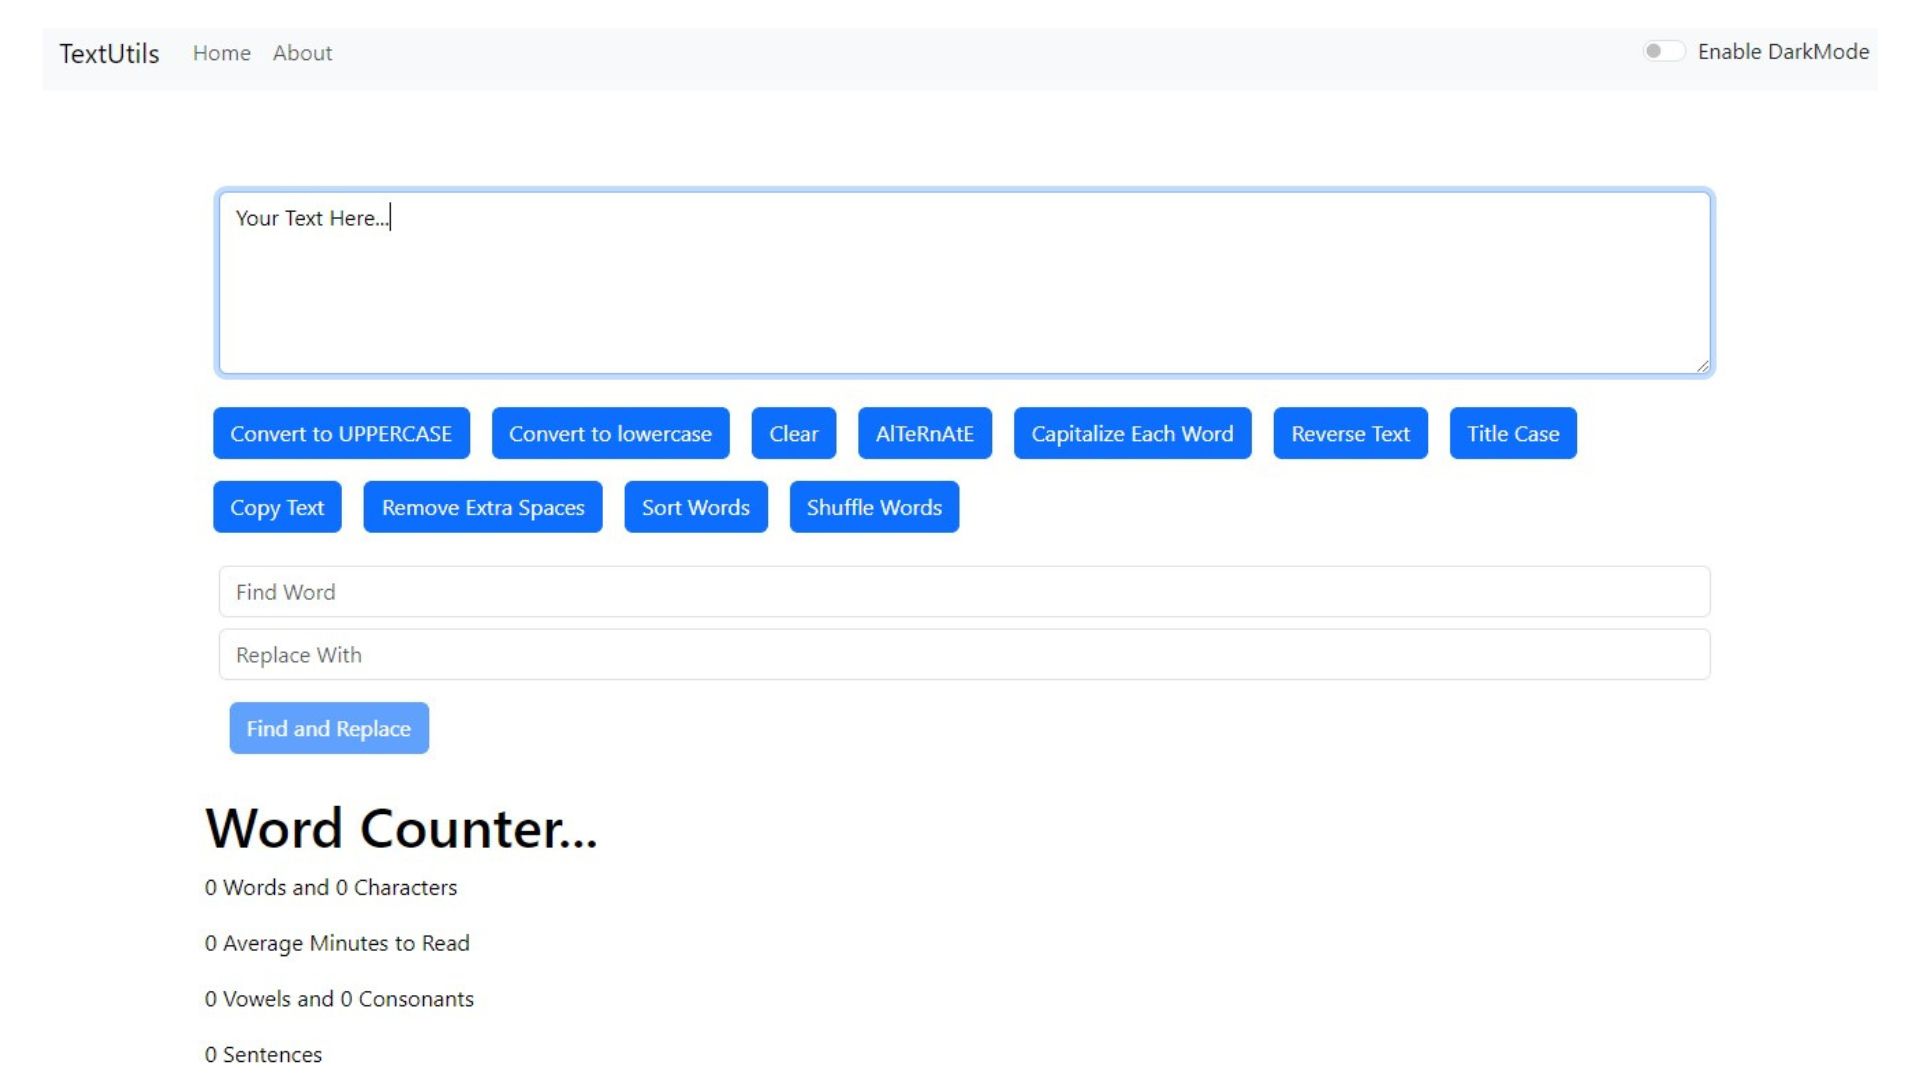 TextUtils Home About Enable DarkMode
Your Text Here...
Convert to UPPERCASE Convert to lowercase Clear AlTeRnAtE Capitalize Each Word Reverse Text Title Case
Copy Text Remove Extra Spaces Sort Words Shuffle Words
Find Word
Replace With
Find and Replace
Word Counter...
0 Words and 0 Characters
0 Average Minutes to Read
0 Vowels and 0 Consonants
0 Sentences